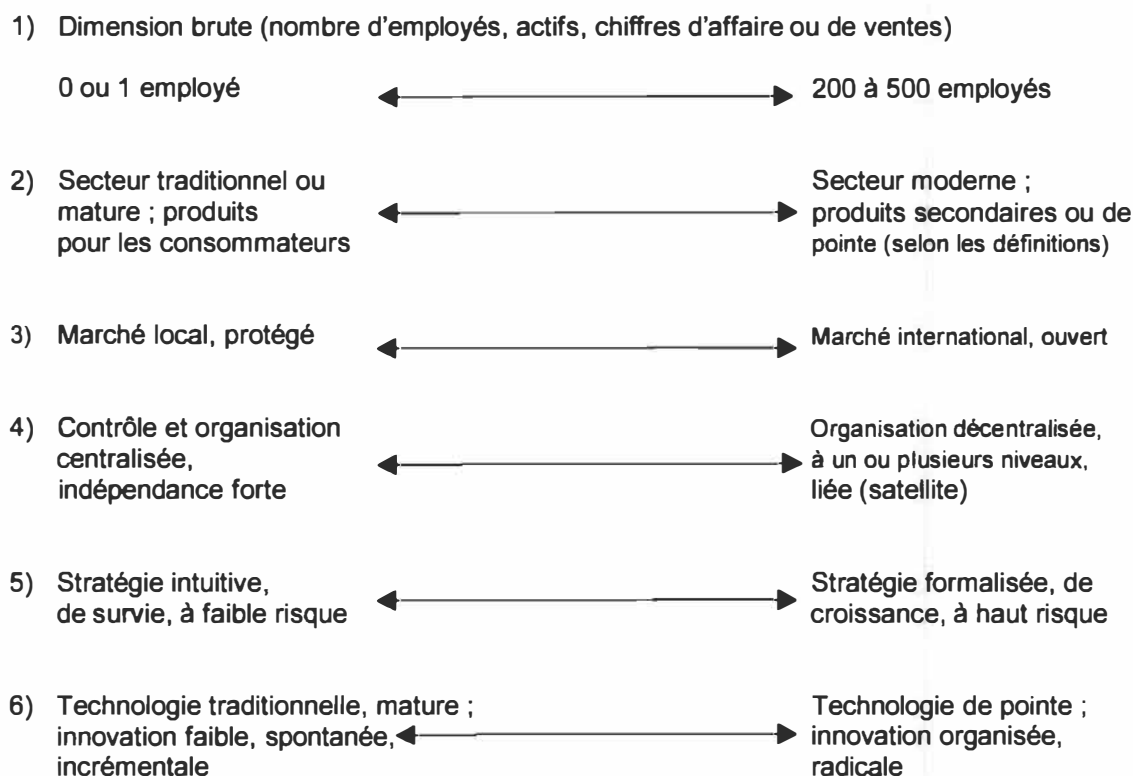 1) Dimension brute (nombre d'employés, actifs, chiffres d'affaire ou de ventes)
0 ou 1 employé
200 à 500 employés
2) Secteur traditionnel ou
mature ; produits
pour les consommateurs
Secteur moderne ;
produits secondaires ou de
pointe (selon les définitions)
3) Marché local, protégé
Marché international, ouvert
4) Contrôle et organisation
centralisée,
indépendance forte
Organisation décentralisée,
à un ou plusieurs niveaux,
liée (satellite)
5) Stratégie intuitive,
de survie, à faible risque
Stratégie formalisée, de
croissance, à haut risque
6) Technologie traditionnelle, mature ;
innovation faible, spontanée,
incrémentale
Technologie de pointe ;
innovation organisée,
radicale